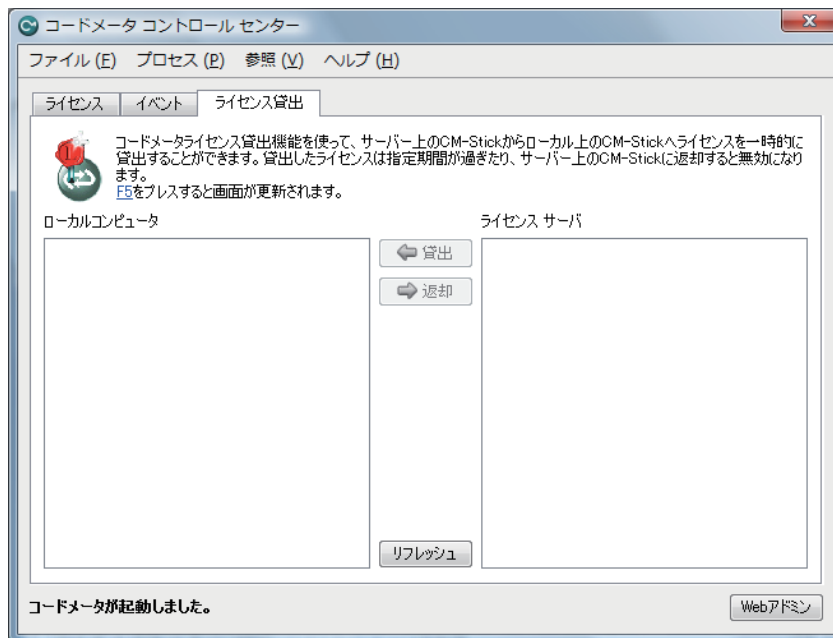 コードメータ コントロール センター
ファイル (F) プロセス (P) 参照 (V) ヘルプ (H)
ライセンス イベント ライセンス貸出
コードメータライセンス貸出機能を使って、サーバー上のCM-Stickからローカル上のCM-Stickへライセンスを一時的に
貸出することができます。貸出したライセンスは指定期間が過ぎたり、サーバー上のCM-Stickに返却すると無効になり
ます。
F5をプレスすると画面が更新されます。
ローカルコンピュータ ライセンス サーバ
貸出
返却
リフレッシュ
コードメータが起動しました。 Webアドミン